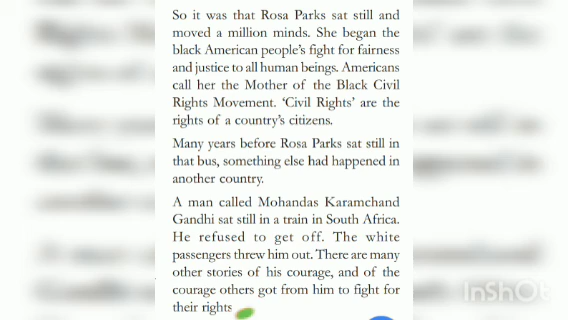 So it was that Rosa Parks sat still and
moved a million minds. She began the
black American people's fight for fairness
and justice to all human beings. Americans
call her the Mother of the Black Civil
Rights Movement. 'Civil Rights' are the
rights of a country's citizens.
Many years before Rosa Parks sat still in
that bus, something else had happened in
another country.
A man called Mohandas Karamchand
Gandhi sat still in a train in South Africa.
He refused to get off. The white
passengers threw him out. There are many
other stories of his courage, and of the
courage others got from him to fight for
their rights
InShOt